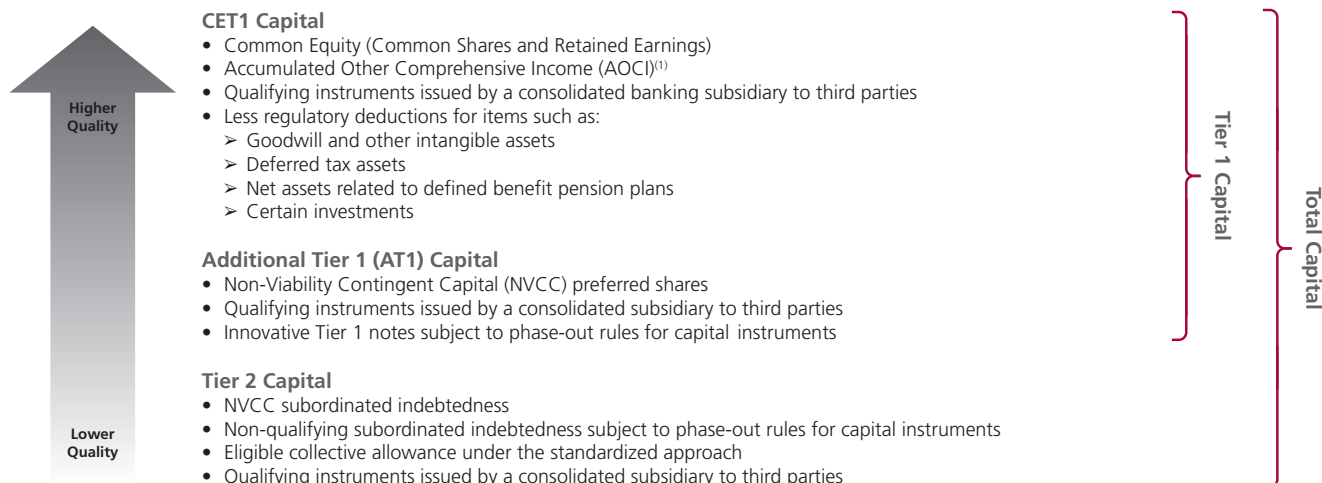 CET1 Capital
• Common Equity (Common Shares and Retained Earnings)
• Accumulated Other Comprehensive Income (AOCI)(1)
• Qualifying instruments issued by a consolidated banking subsidiary to third parties
• Less regulatory deductions for items such as:
➢ Goodwill and other intangible assets
➢ Deferred tax assets
➢ Net assets related to defined benefit pension plans
➢ Certain investments
Higher
Quality
Additional Tier 1 (AT1) Capital
• Non-Viability Contingent Capital (NVCC) preferred shares
• Qualifying instruments issued by a consolidated subsidiary to third parties
• Innovative Tier 1 notes subject to phase-out rules for capital instruments
Tier 2 Capital
• NVCC subordinated indebtedness
• Non-qualifying subordinated indebtedness subject to phase-out rules for capital instruments
• Eligible collective allowance under the standardized approach
• Qualifying instruments issued by a consolidated subsidiary to third parties
Lower
Quality
Tier 1 Capital
Total Capital